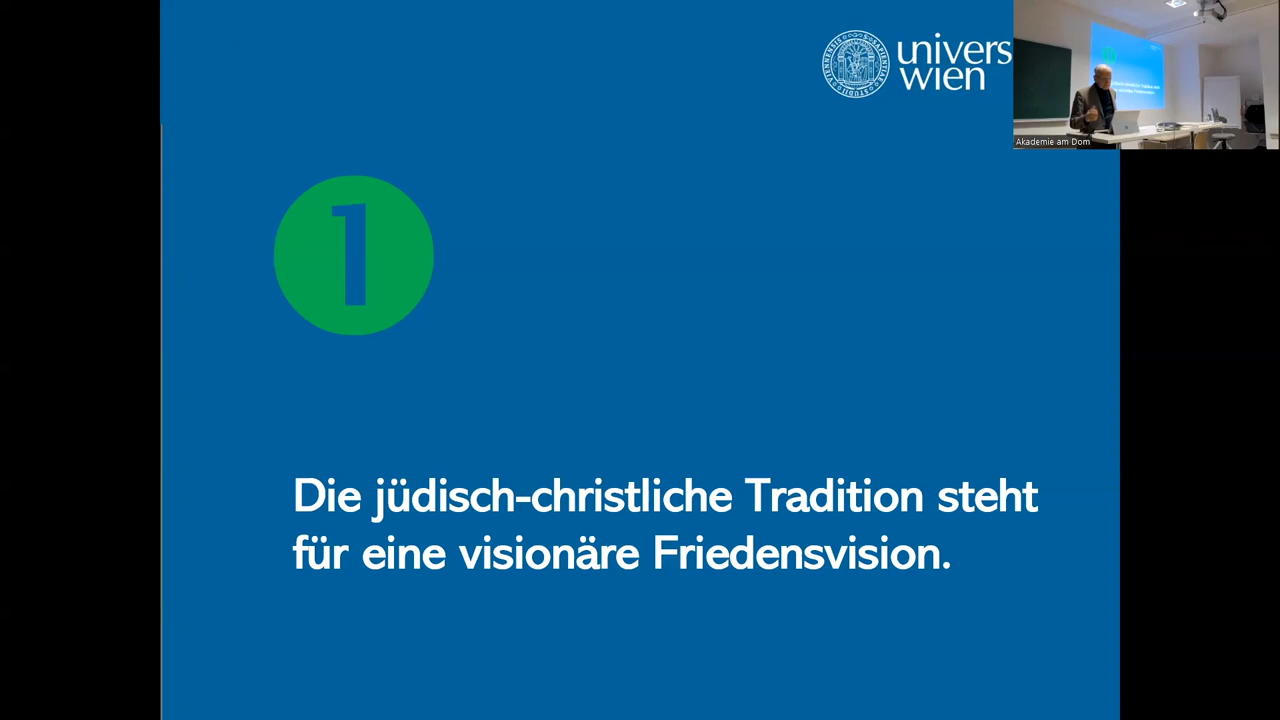 univers
wien
Akademie am Dom
1
Die jüdisch-christliche Tradition steht
für eine visionäre Friedensvision.